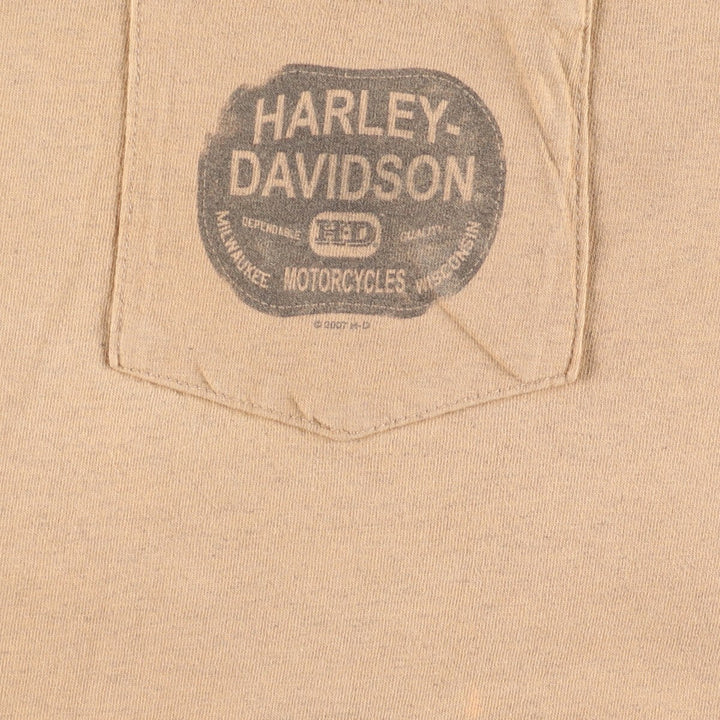 HARLEY-
DAVIDSON
DEPENDABLE H-D QUALITY
MILWAUKEE MOTORCYCLES WISCONSIN
© 2007 H-D